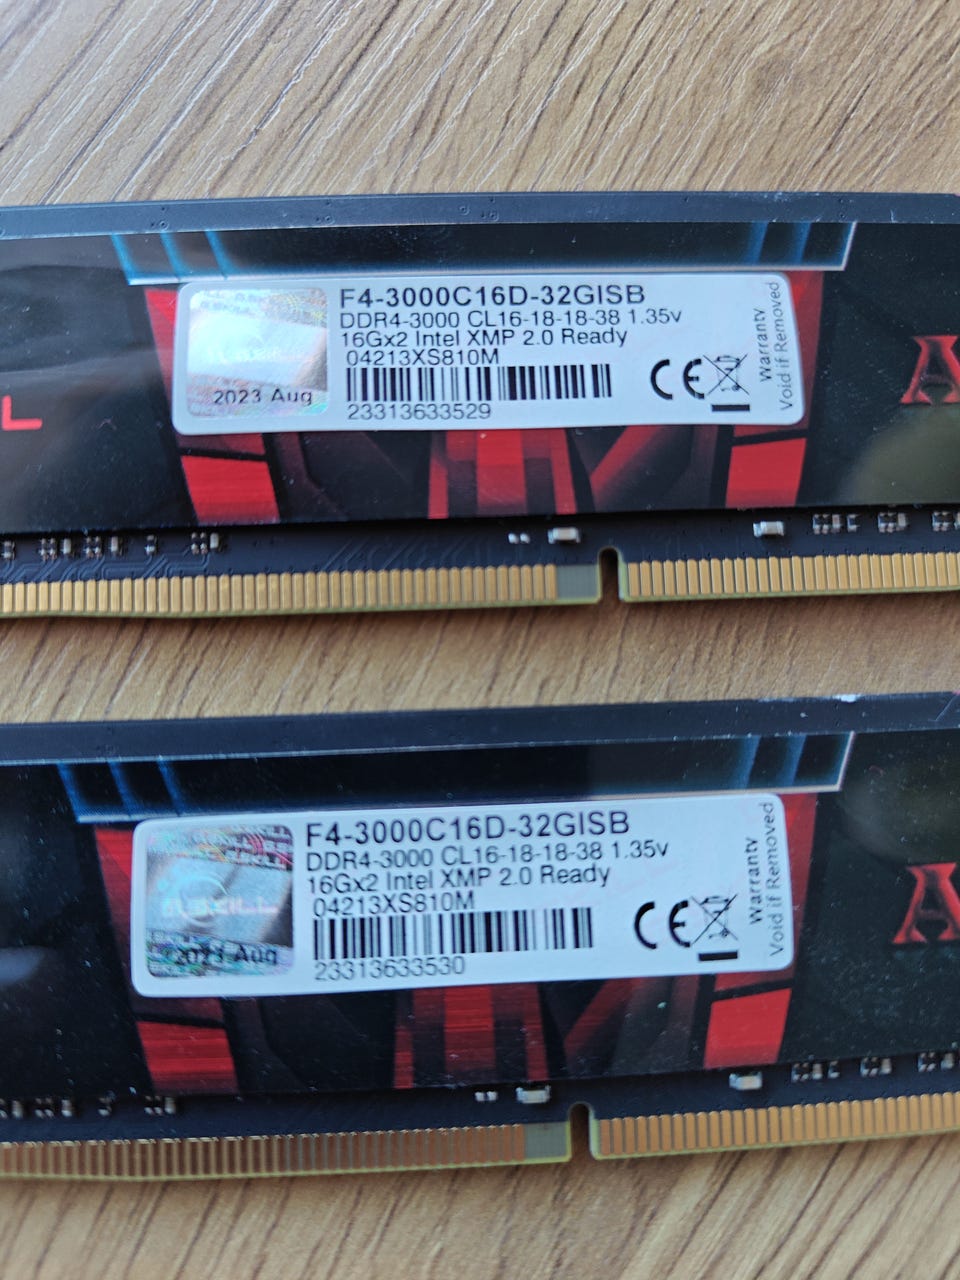 F4-3000C16D-32GISB
DDR4-3000 CL16-18-18-38 1.35v
16Gx2 Intel XMP 2.0 Ready
04213XS810M
2023 Aug
23313633529
Warranty
Void if Removed
L
A
F4-3000C16D-32GISB
DDR4-3000 CL16-18-18-38 1.35v
16Gx2 Intel XMP 2.0 Ready
04213XS810M
2023 Aug
23313633530
Warranty
Void if Removed
A